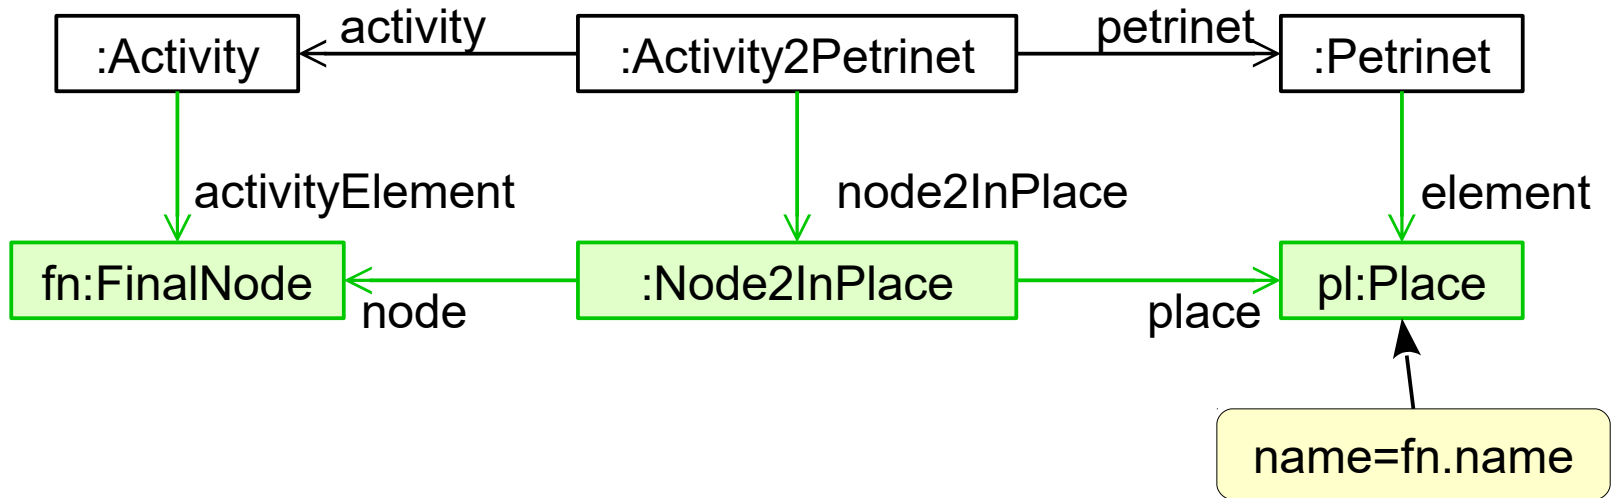 activity
petrinet
:Activity
:Activity2Petrinet
:Petrinet
activityElement
node2InPlace
element
fn:FinalNode
:Node2InPlace
pl:Place
node
place
name=fn.name